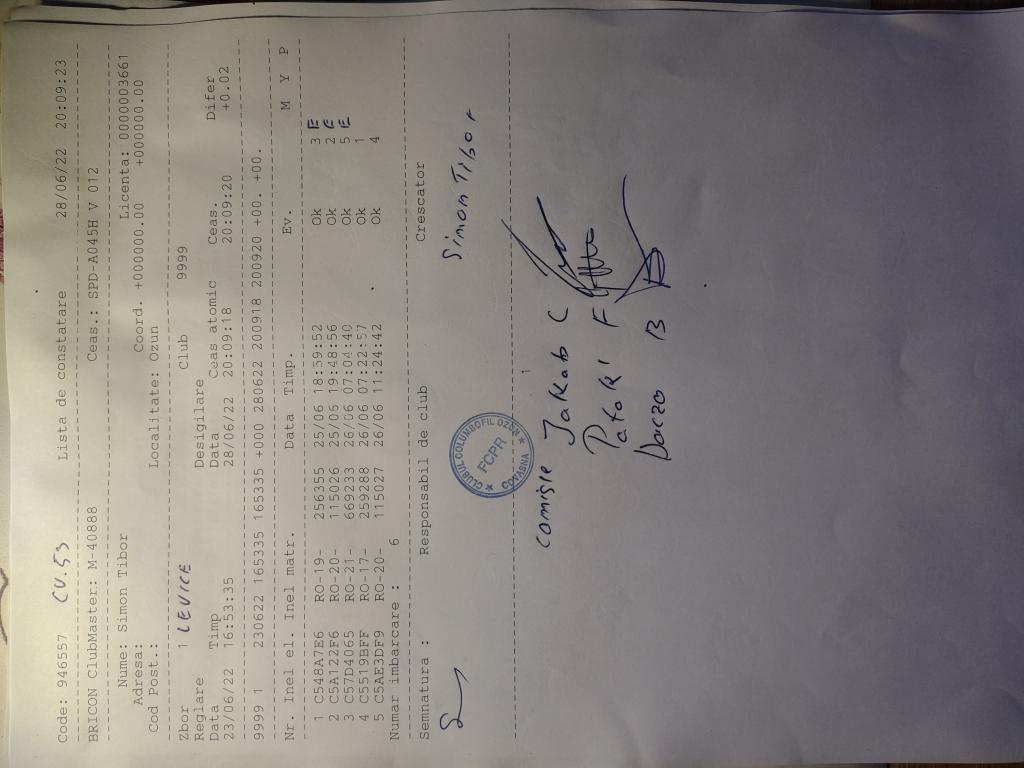 Code: 946557 CV 53 Lista de constatare 28/06/22 20:09:23
BRICON ClubMaster: M-40888 Ceas.: SPD-A045H V 012
Nume: Simon Tibor Licenta: 0000003661
Adresa: Coord. +000000.00 +000000.00
Cod Post.: Localitate: Ozun
Zbor 1 LEVICE Club 9999
Reglare Desigilare
Data Timp Data Ceas atomic Ceas. Difer
23/06/22 16:53:35 28/06/22 20:09:18 20:09:20 +0.02
9999 1 230622 165335 165335 +000 280622 200918 200920 +00. +00.
Nr. Inel el. Inel matr. Data Timp. Ev. M Y P
1 C548A7E6 RO-19- 256355 25/06 18:59:52 Ok 3 E
2 C5A122F6 RO-20- 115026 25/06 19:48:56 Ok 2 E
3 C57D4065 RO-21- 669233 26/06 07:04:40 Ok 5 E
4 C5519BFF RO-17- 259288 26/06 07:22:57 Ok 1
5 C5AE3DF9 RO-20- 115027 26/06 11:24:42 Ok 4
Numar imbarcare : 6
Semnatura : Responsabil de club Crescator
Simon Tibor
CLUBUL COLUMBOFIL OZUN
FCPR
COVASNA
1
comisie Jakab C
Pataki F
Daczo B